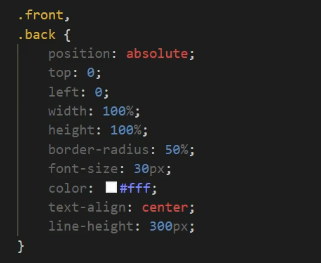 .front,
.back {
    position: absolute;
    top: 0;
    left: 0;
    width: 100%;
    height: 100%;
    border-radius: 50%;
    font-size: 30px;
    color: #fff;
    text-align: center;
    line-height: 300px;
}